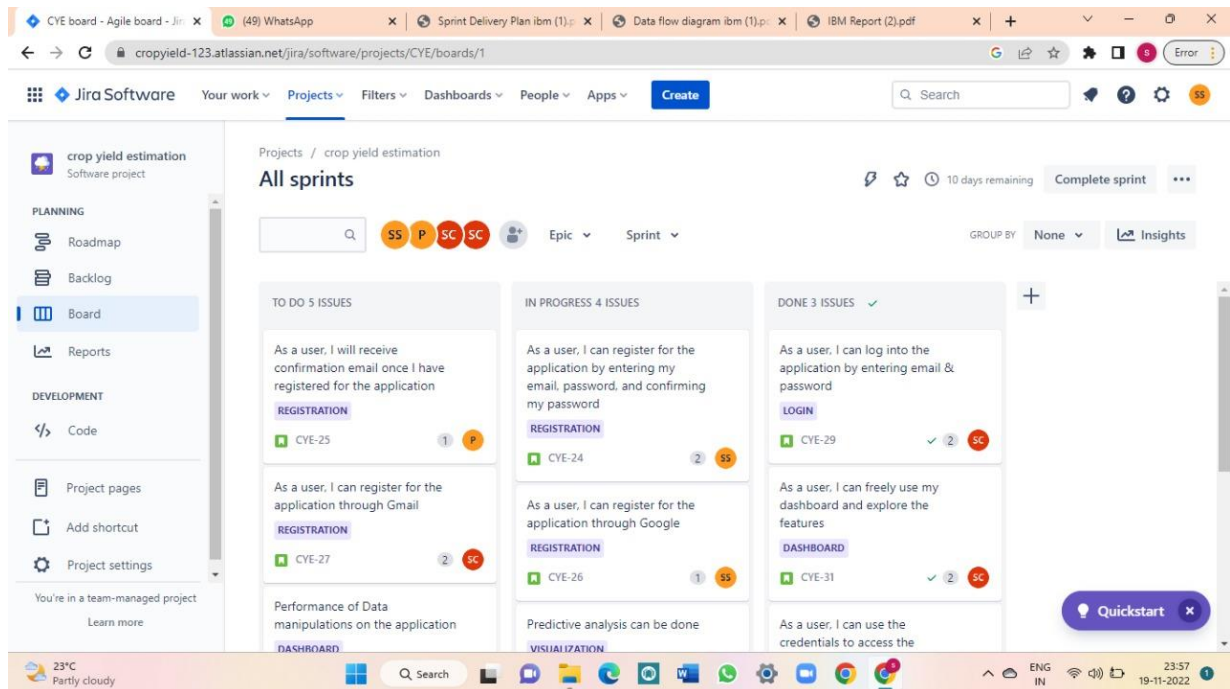 CYE board - Agile board - Jir
(49) WhatsApp
Sprint Delivery Plan ibm (1).p
Data flow diagram ibm (1).p
IBM Report (2).pdf
cropyield-123.atlassian.net/jira/software/projects/CYE/boards/1
S
Error
Jira Software
Your work
Projects
Filters
Dashboards
People
Apps
Create
Search
SS
crop yield estimation
Software project
PLANNING
Roadmap
Backlog
Board
Reports
DEVELOPMENT
Code
Project pages
Add shortcut
Project settings
You're in a team-managed project
Learn more
Projects / crop yield estimation
All sprints
10 days remaining
Complete sprint
SS P SC SC
Epic
Sprint
GROUP BY None
Insights
TO DO 5 ISSUES
As a user, I will receive
confirmation email once I have
registered for the application
REGISTRATION
CYE-25 1 P
As a user, I can register for the
application through Gmail
REGISTRATION
CYE-27 2 SC
Performance of Data
manipulations on the application
DASHBOARD
IN PROGRESS 4 ISSUES
As a user, I can register for the
application by entering my
email, password, and confirming
my password
REGISTRATION
CYE-24 2 SS
As a user, I can register for the
application through Google
REGISTRATION
CYE-26 1 SS
Predictive analysis can be done
VISUALIZATION
DONE 3 ISSUES
As a user, I can log into the
application by entering email &
password
LOGIN
CYE-29 2 SC
As a user, I can freely use my
dashboard and explore the
features
DASHBOARD
CYE-31 2 SC
As a user, I can use the
credentials to access the
Quickstart
23°C
Partly cloudy
Search
ENG
IN
23:57
19-11-2022
1